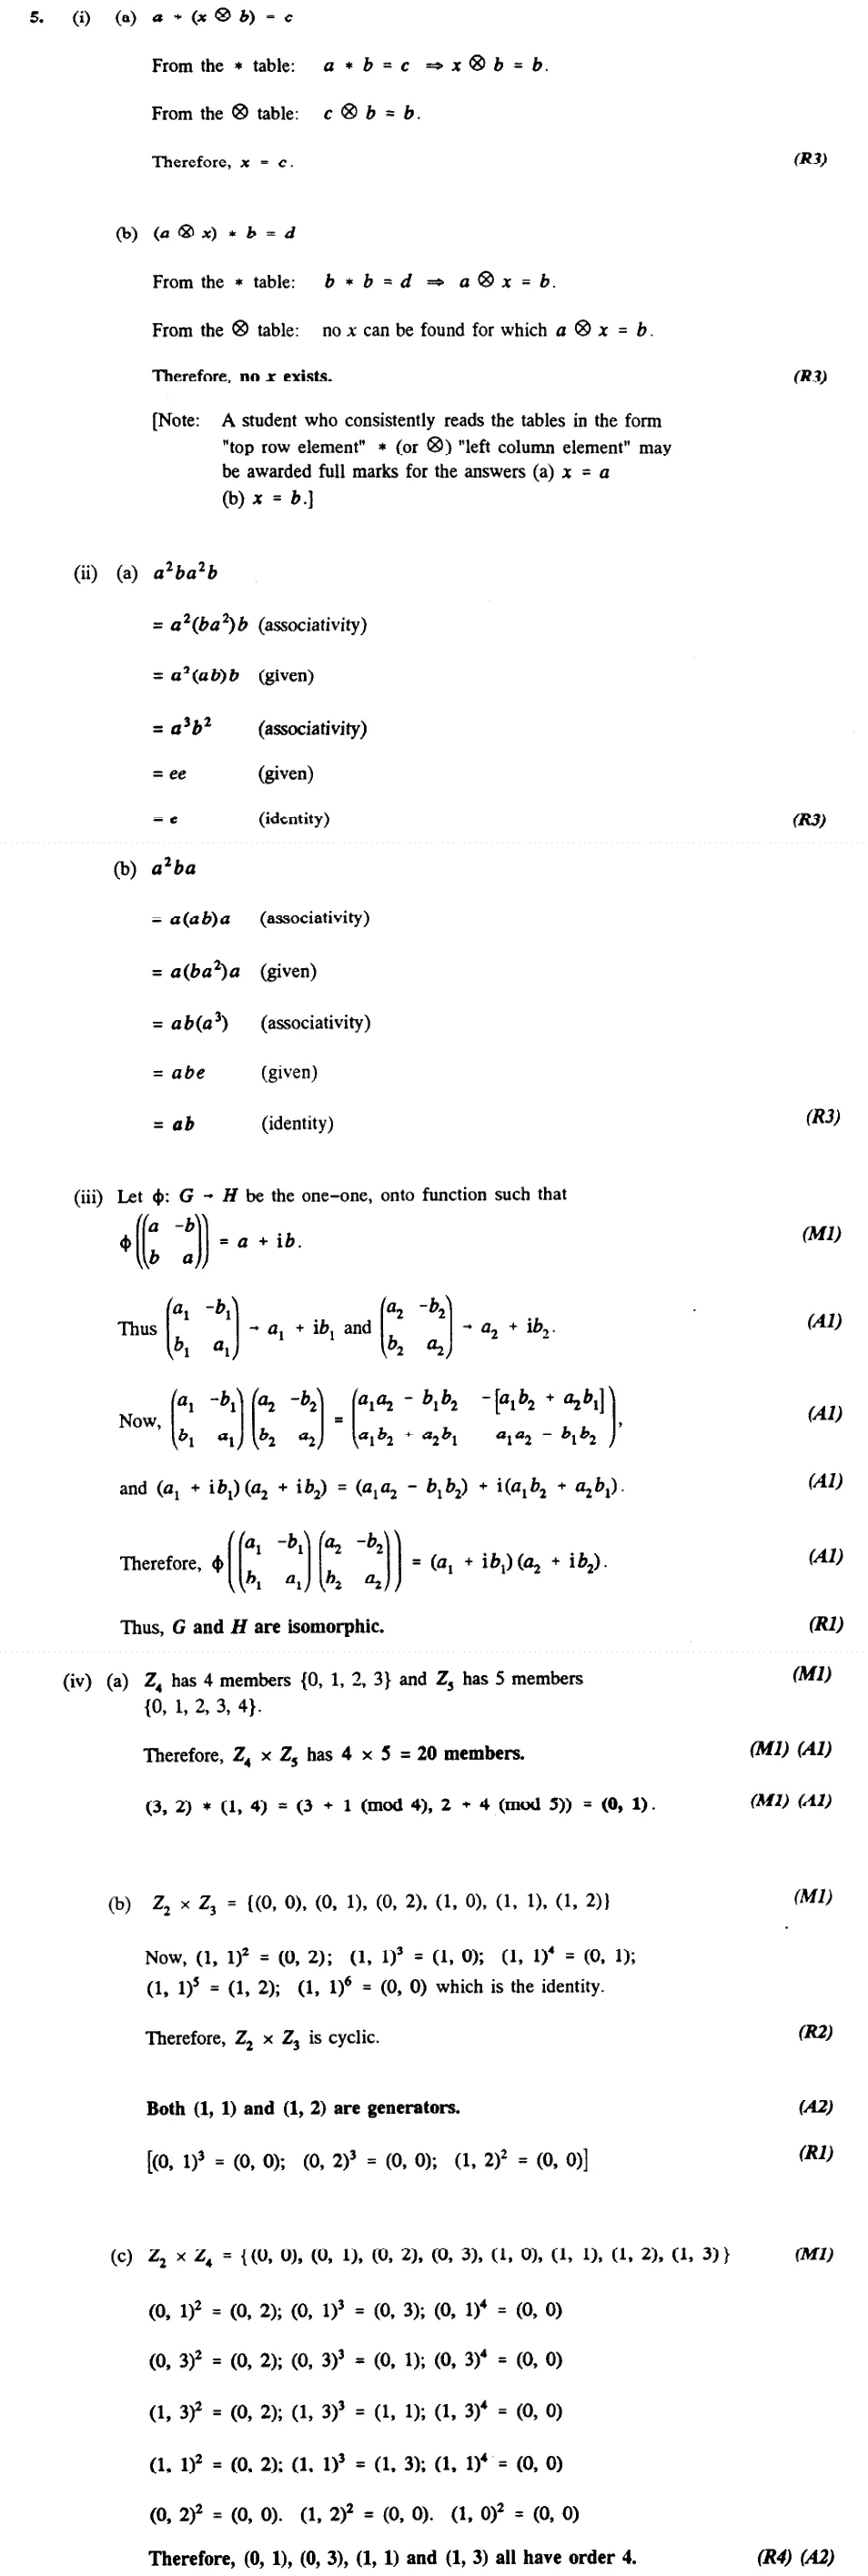 5. (i) (a) a * (x ⊗ b) = c
From the * table: a * b = c ⇒ x ⊗ b = b.
From the ⊗ table: c ⊗ b = b.
Therefore, x = c. (R3)
(b) (a ⊗ x) * b = d
From the * table: b * b = d ⇒ a ⊗ x = b.
From the ⊗ table: no x can be found for which a ⊗ x = b.
Therefore, no x exists. (R3)
[Note: A student who consistently reads the tables in the form
"top row element" * (or ⊗) "left column element" may
be awarded full marks for the answers (a) x = a
(b) x = b.]
(ii) (a) a²ba²b
= a²(ba²)b (associativity)
= a²(ab)b (given)
= a³b² (associativity)
= ee (given)
= e (identity) (R3)
(b) a²ba
= a(ab)a (associativity)
= a(ba²)a (given)
= ab(a³) (associativity)
= abe (given)
= ab (identity) (R3)
(iii) Let ϕ: G → H be the one-one, onto function such that
ϕ((a -b; b a)) = a + ib. (M1)
Thus (a₁ -b₁; b₁ a₁) → a₁ + ib₁ and (a₂ -b₂; b₂ a₂) → a₂ + ib₂. (A1)
Now, (a₁ -b₁; b₁ a₁)(a₂ -b₂; b₂ a₂) = (a₁a₂ - b₁b₂ -[a₁b₂ + a₂b₁]; a₁b₂ + a₂b₁ a₁a₂ - b₁b₂), (A1)
and (a₁ + ib₁)(a₂ + ib₂) = (a₁a₂ - b₁b₂) + i(a₁b₂ + a₂b₁). (A1)
Therefore, ϕ((a₁ -b₁; b₁ a₁)(a₂ -b₂; b₂ a₂)) = (a₁ + ib₁)(a₂ + ib₂). (A1)
Thus, G and H are isomorphic. (R1)
(iv) (a) Z₄ has 4 members {0, 1, 2, 3} and Z₅ has 5 members (M1)
{0, 1, 2, 3, 4}.
Therefore, Z₄ × Z₅ has 4 × 5 = 20 members. (M1) (A1)
(3, 2) * (1, 4) = (3 + 1 (mod 4), 2 + 4 (mod 5)) = (0, 1). (M1) (A1)
(b) Z₂ × Z₃ = {(0, 0), (0, 1), (0, 2), (1, 0), (1, 1), (1, 2)} (M1)
Now, (1, 1)² = (0, 2); (1, 1)³ = (1, 0); (1, 1)⁴ = (0, 1);
(1, 1)⁵ = (1, 2); (1, 1)⁶ = (0, 0) which is the identity.
Therefore, Z₂ × Z₃ is cyclic. (R2)
Both (1, 1) and (1, 2) are generators. (A2)
[(0, 1)³ = (0, 0); (0, 2)³ = (0, 0); (1, 2)² = (0, 0)] (R1)
(c) Z₂ × Z₄ = {(0, 0), (0, 1), (0, 2), (0, 3), (1, 0), (1, 1), (1, 2), (1, 3)} (M1)
(0, 1)² = (0, 2); (0, 1)³ = (0, 3); (0, 1)⁴ = (0, 0)
(0, 3)² = (0, 2); (0, 3)³ = (0, 1); (0, 3)⁴ = (0, 0)
(1, 3)² = (0, 2); (1, 3)³ = (1, 1); (1, 3)⁴ = (0, 0)
(1, 1)² = (0, 2); (1, 1)³ = (1, 3); (1, 1)⁴ = (0, 0)
(0, 2)² = (0, 0). (1, 2)² = (0, 0). (1, 0)² = (0, 0)
Therefore, (0, 1), (0, 3), (1, 1) and (1, 3) all have order 4. (R4) (A2)